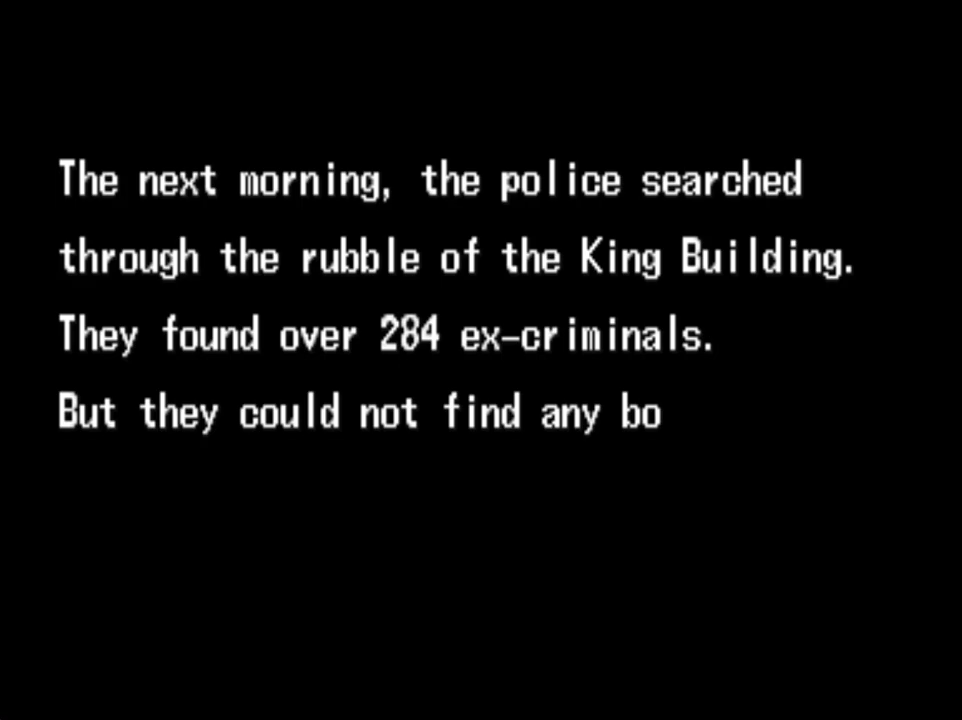 The next morning, the police searched
through the rubble of the King Building.
They found over 284 ex-criminals.
But they could not find any bo